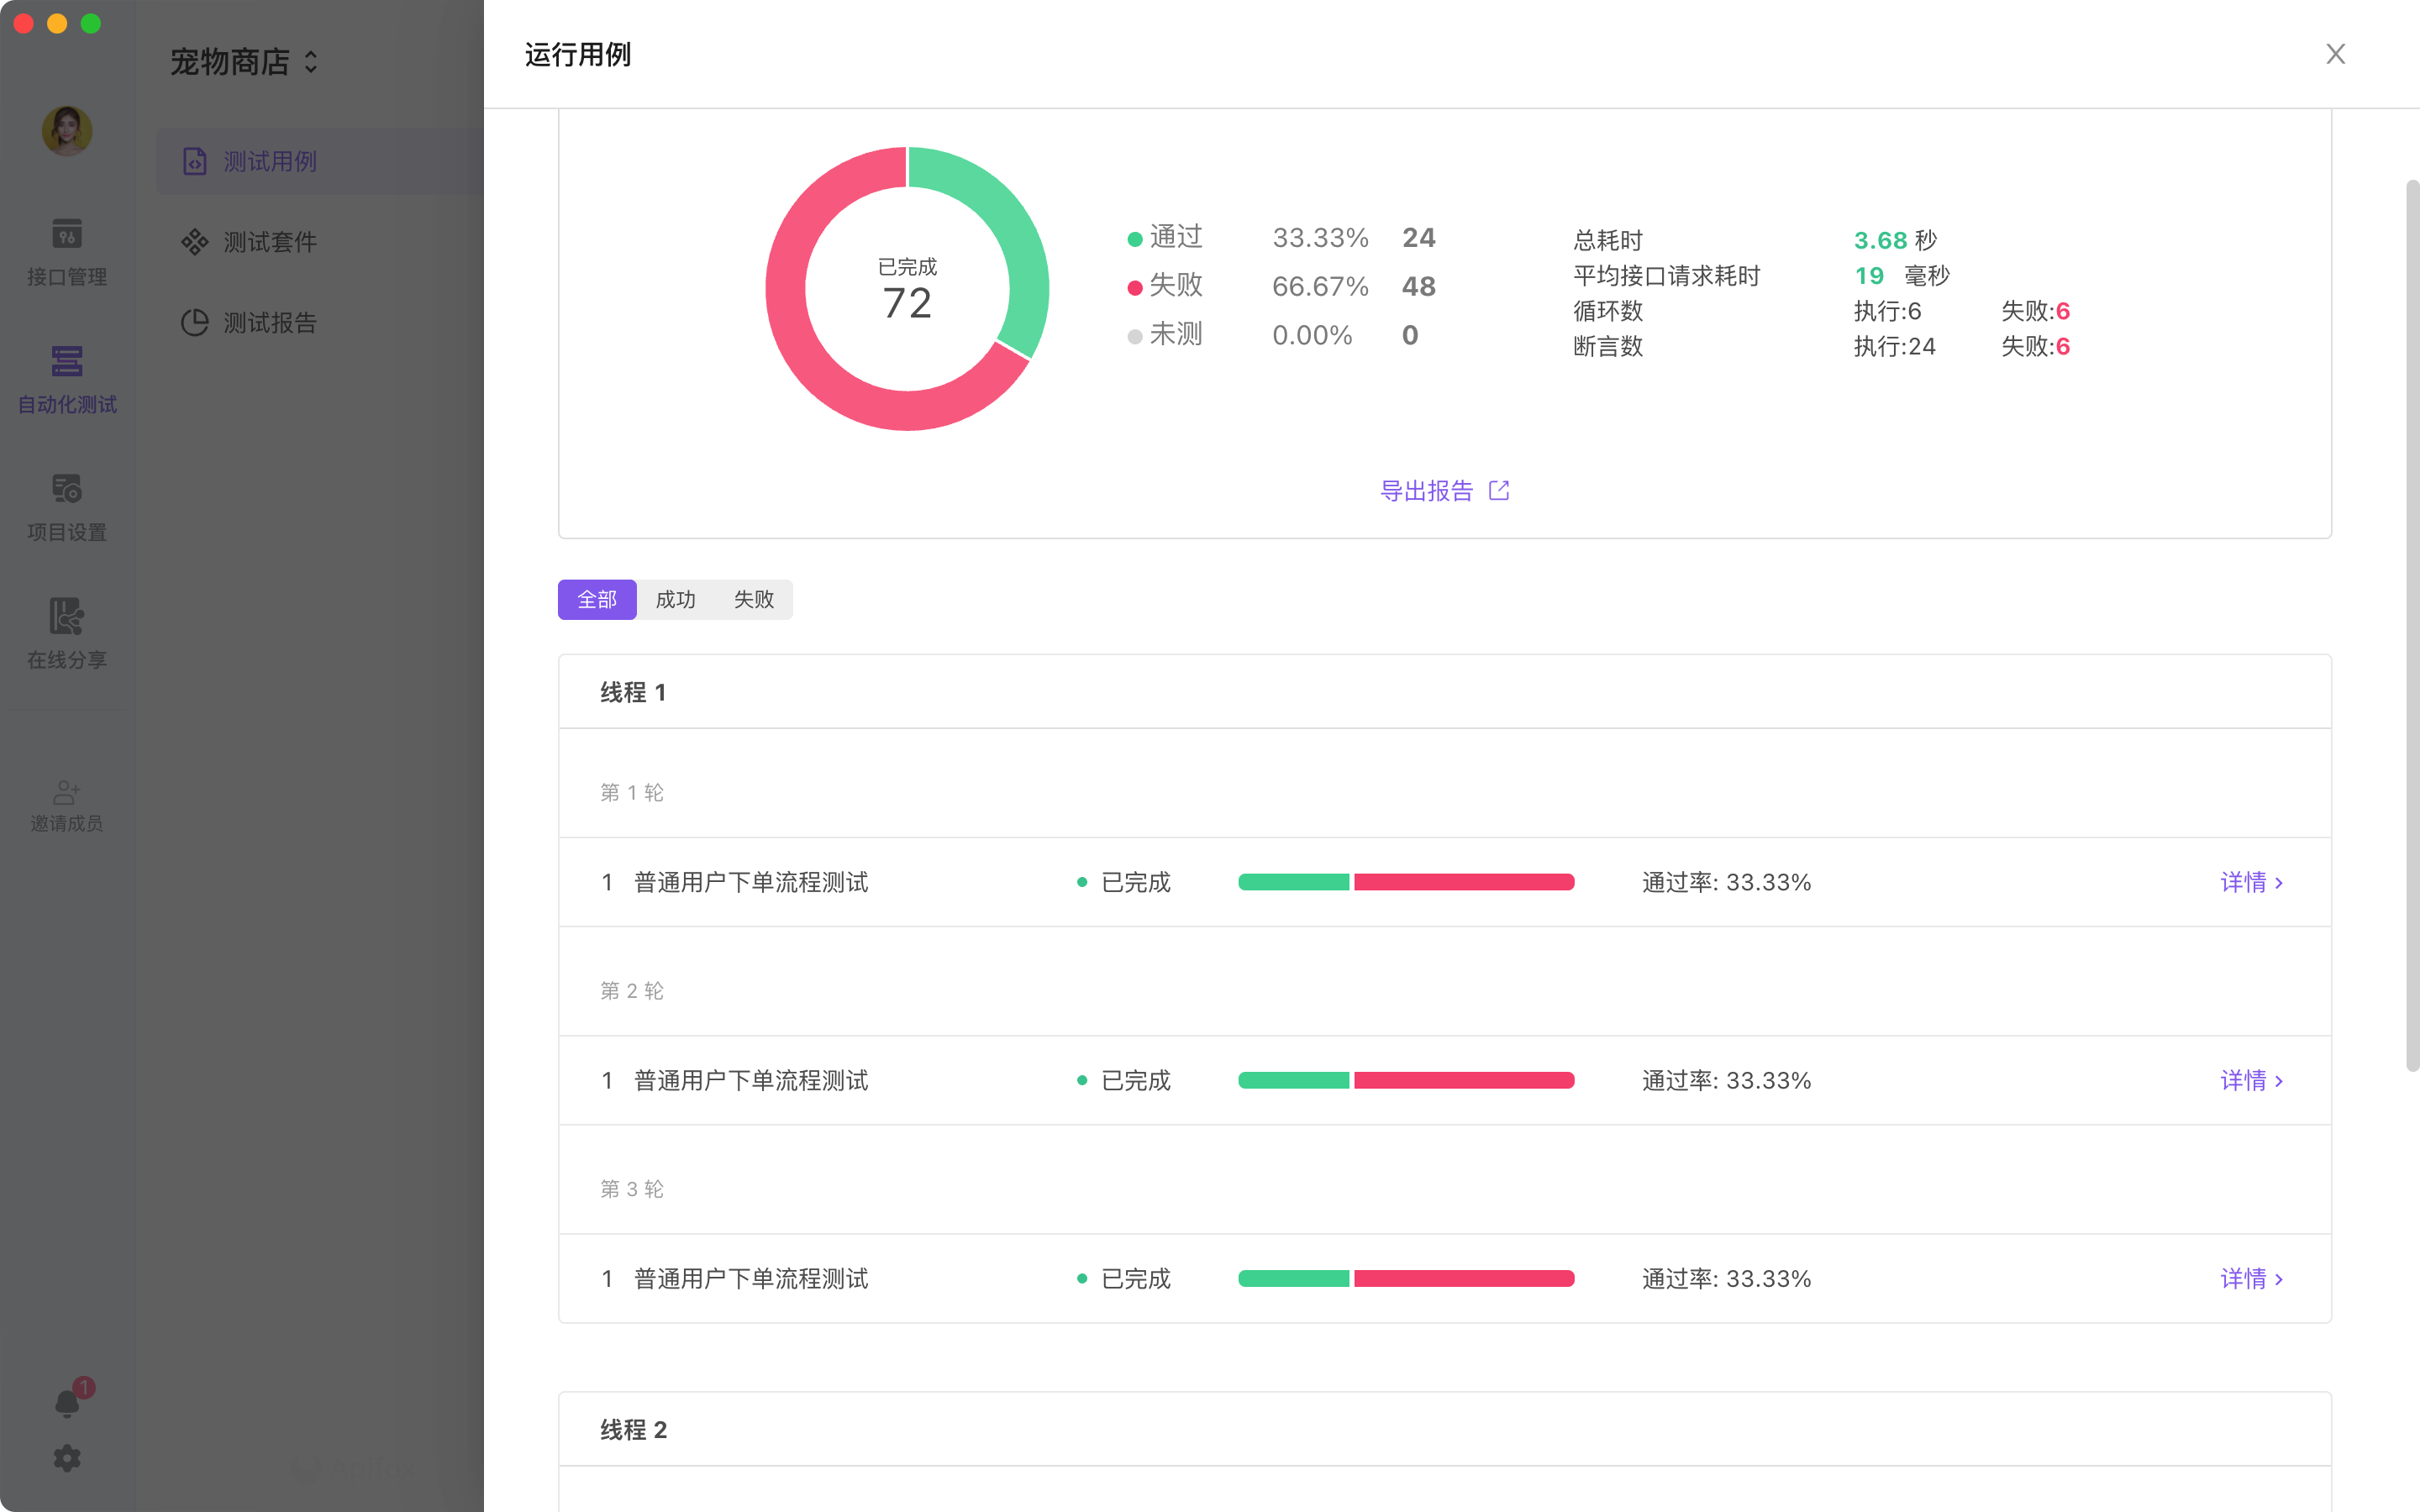 宠物商店
接口管理
自动化测试
项目设置
在线分享
邀请成员
1
测试用例
测试套件
测试报告
运行用例
已完成
72
通过 33.33% 24
失败 66.67% 48
未测 0.00% 0
总耗时 3.68 秒
平均接口请求耗时 19 毫秒
循环数 执行:6 失败:6
断言数 执行:24 失败:6
导出报告
全部 成功 失败
线程 1
第 1 轮
1 普通用户下单流程测试 已完成 通过率: 33.33% 详情
第 2 轮
1 普通用户下单流程测试 已完成 通过率: 33.33% 详情
第 3 轮
1 普通用户下单流程测试 已完成 通过率: 33.33% 详情
线程 2